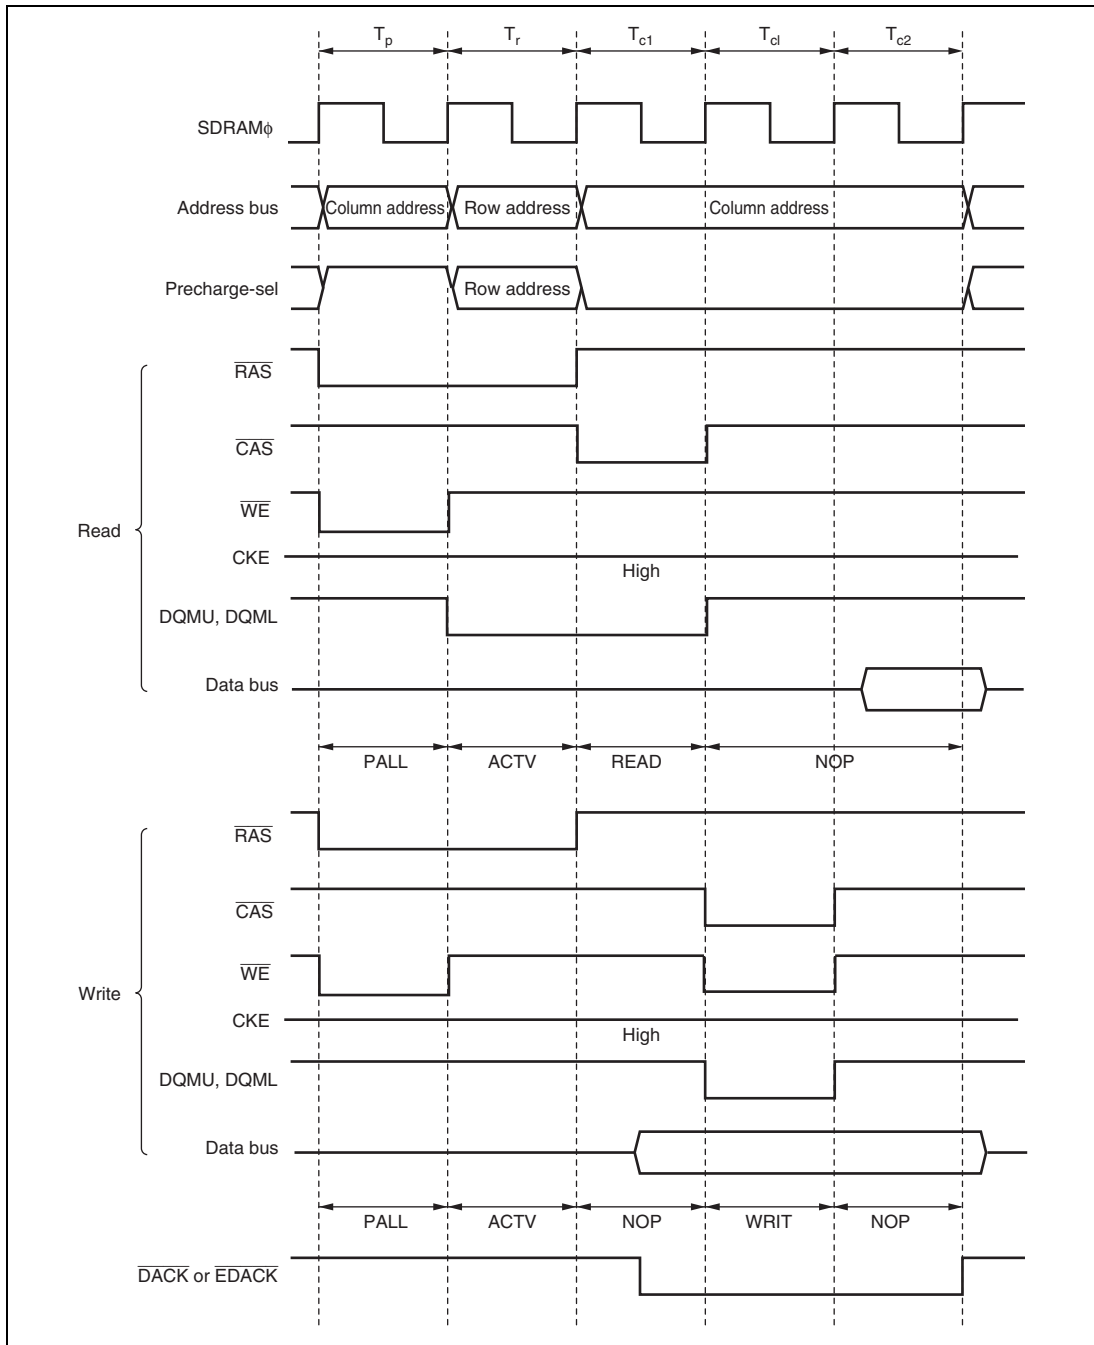 Tp Tr Tc1 Tcl Tc2
SDRAMϕ
Address bus Column address Row address Column address
Precharge-sel Row address
RAS
CAS
WE
Read
CKE
High
DQMU, DQML
Data bus
PALL ACTV READ NOP
RAS
CAS
WE
Write
CKE
High
DQMU, DQML
Data bus
PALL ACTV NOP WRIT NOP
DACK or EDACK